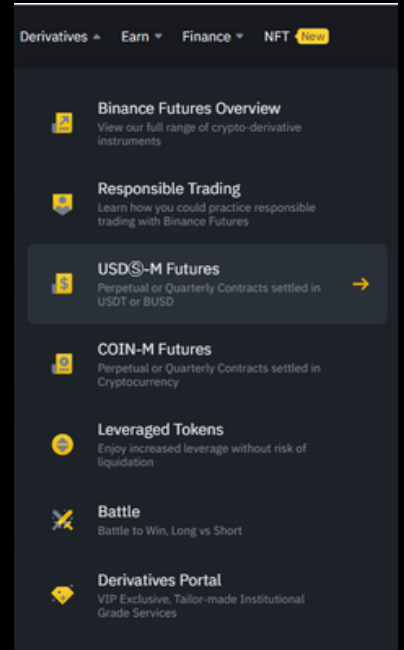 Derivatives Earn Finance NFT New
Binance Futures Overview
View our full range of crypto-derivative
instruments
Responsible Trading
Learn how you could practice responsible
trading with Binance Futures
USDⓈ-M Futures
Perpetual or Quarterly Contracts settled in
USDT or BUSD
COIN-M Futures
Perpetual or Quarterly Contracts settled in
Cryptocurrency
Leveraged Tokens
Enjoy increased leverage without risk of
liquidation
Battle
Battle to Win, Long vs Short
Derivatives Portal
VIP Exclusive, Tailor-made Institutional
Grade Services